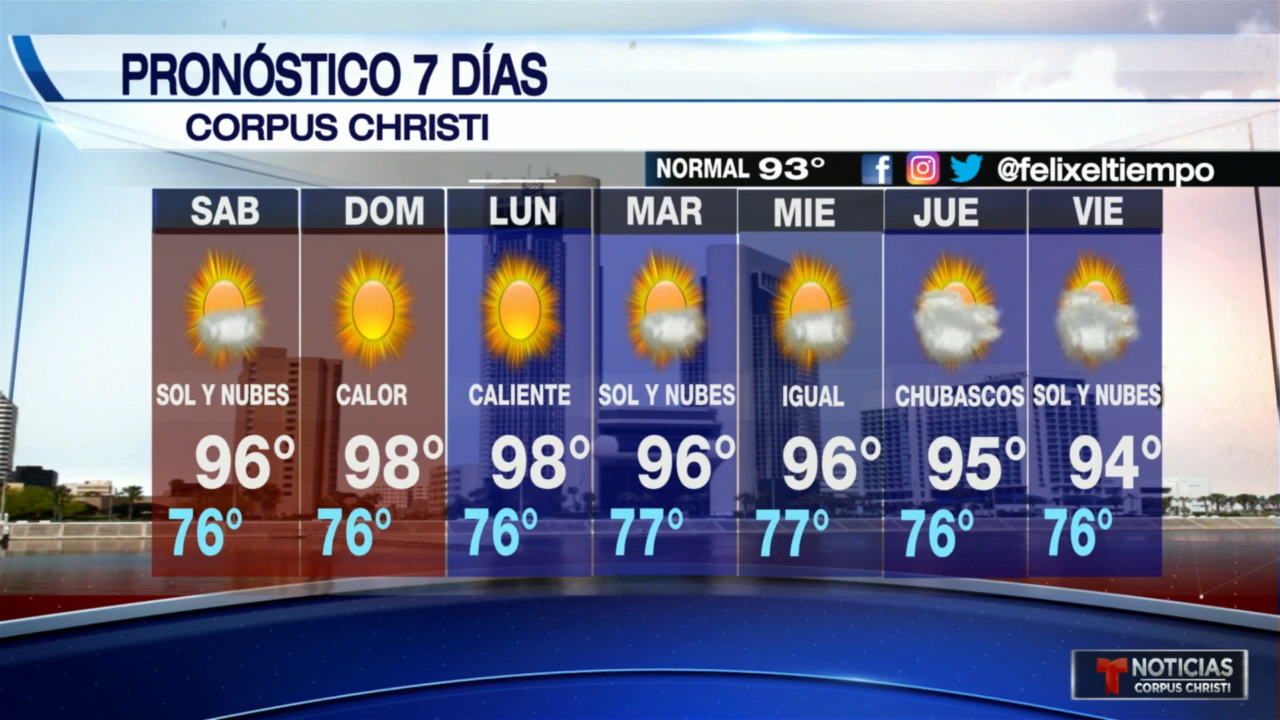 PRONÓSTICO 7 DÍAS
CORPUS CHRISTI
NORMAL 93° @felixeltiempo
SAB DOM LUN MAR MIE JUE VIE
SOL Y NUBES CALOR CALIENTE SOL Y NUBES IGUAL CHUBASCOS SOL Y NUBES
96° 98° 98° 96° 96° 95° 94°
76° 76° 76° 77° 77° 76° 76°
NOTICIAS
CORPUS CHRISTI